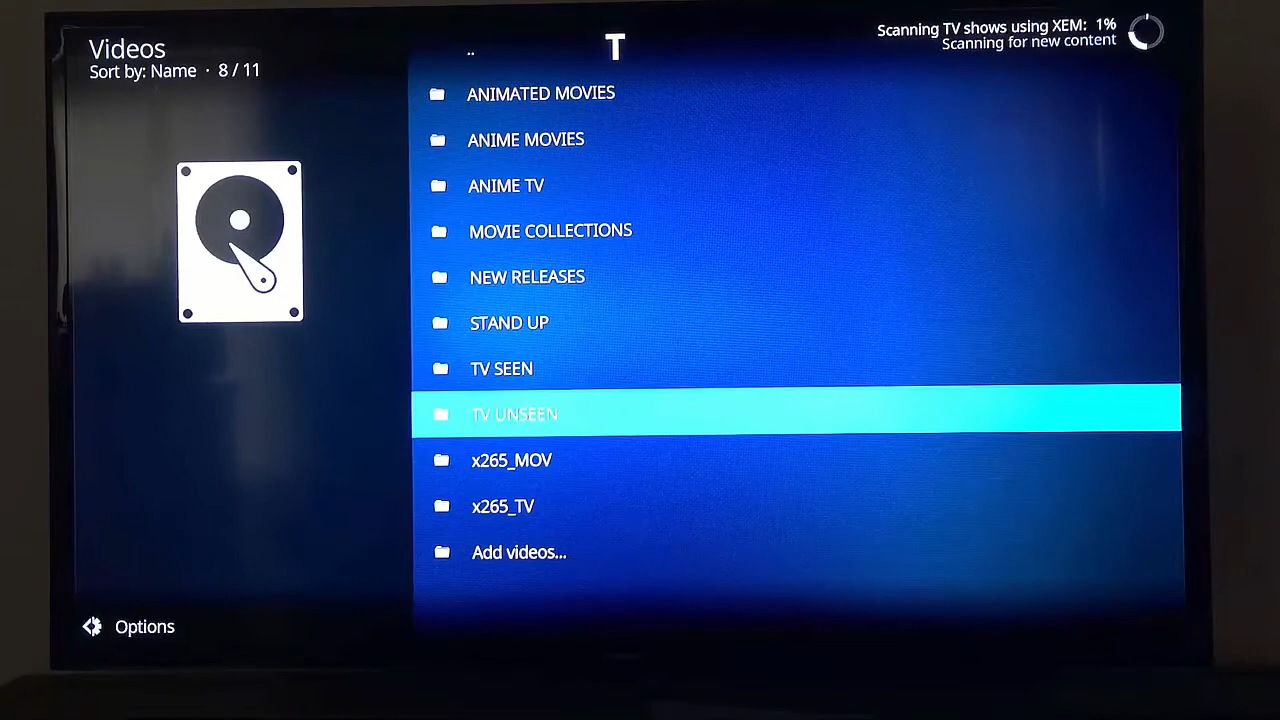 Videos
Sort by: Name · 8 / 11
..
T
Scanning TV shows using XEM: 1%
Scanning for new content
ANIMATED MOVIES
ANIME MOVIES
ANIME TV
MOVIE COLLECTIONS
NEW RELEASES
STAND UP
TV SEEN
TV UNSEEN
x265_MOV
x265_TV
Add videos...
Options